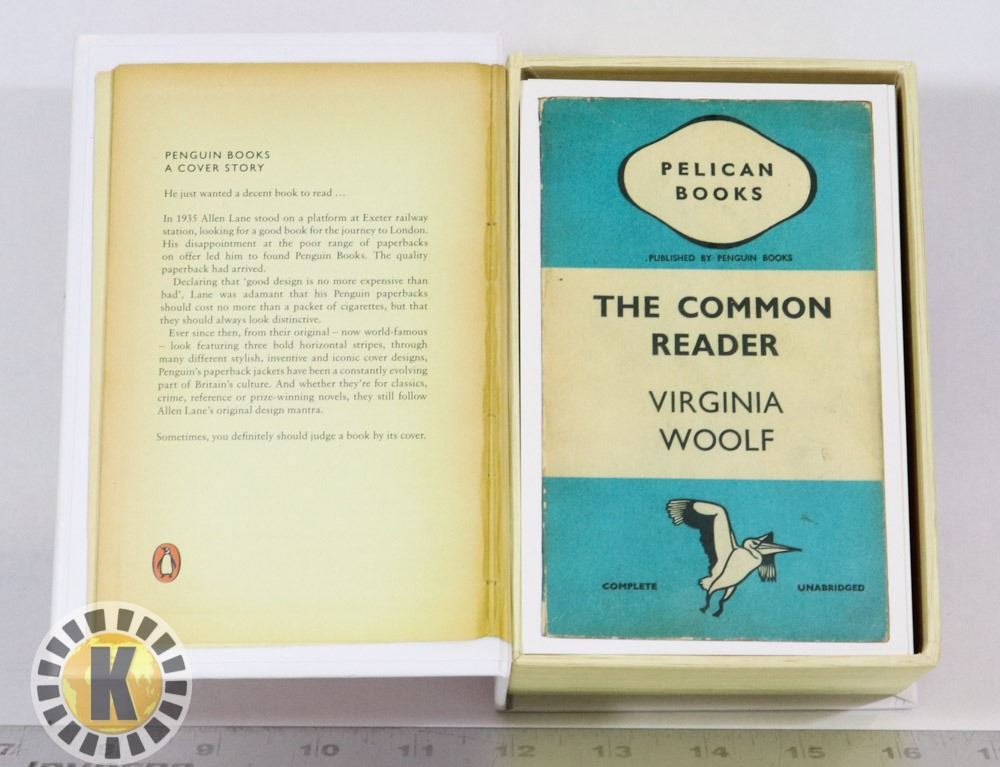 PENGUIN BOOKS
A COVER STORY
He just wanted a decent book to read ...
In 1935 Allen Lane stood on a platform at Exeter railway
station, looking for a good book for the journey to London.
His disappointment at the poor range of paperbacks
on offer led him to found Penguin Books. The quality
paperback had arrived.
Declaring that ‘good design is no more expensive than
bad’, Lane was adamant that his Penguin paperbacks
should cost no more than a packet of cigarettes, but that
they should always look distinctive.
Ever since then, from their original – now world-famous
– look featuring three bold horizontal stripes, through
many different stylish, inventive and iconic cover designs,
Penguin's paperback jackets have been a constantly evolving
part of Britain's culture. And whether they're for classics,
crime, reference or prize-winning novels, they still follow
Allen Lane's original design mantra.
Sometimes, you definitely should judge a book by its cover.
PELICAN
BOOKS
PUBLISHED BY PENGUIN BOOKS
THE COMMON
READER
VIRGINIA
WOOLF
COMPLETE UNABRIDGED
K
7 9 10 11 12 13 14 15 16